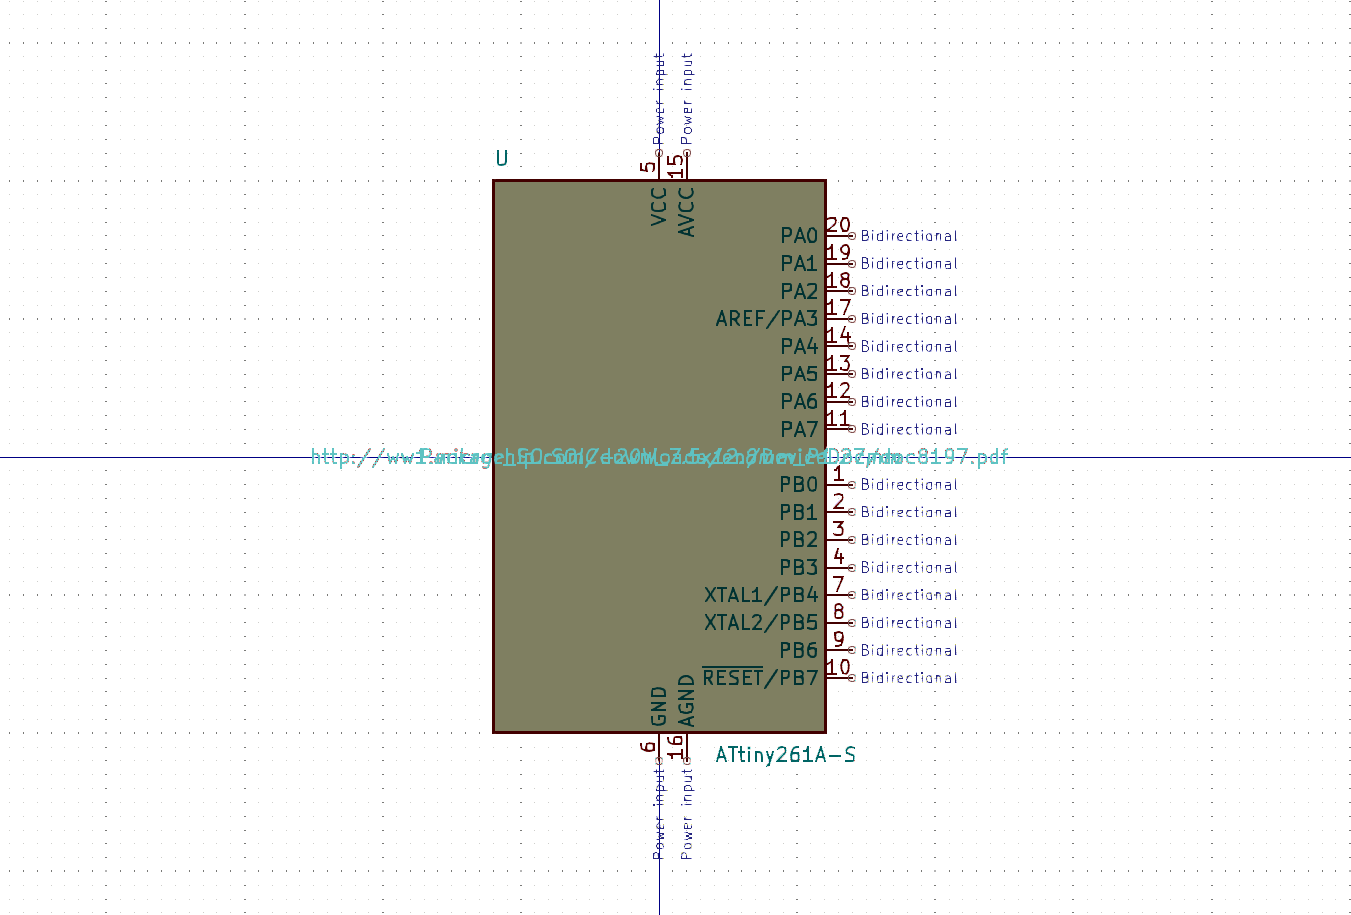 Power input
Power input
U
5
15
VCC
AVCC
PA0 20 Bidirectional
PA1 19 Bidirectional
PA2 18 Bidirectional
AREF/PA3 17 Bidirectional
PA4 14 Bidirectional
PA5 13 Bidirectional
PA6 12 Bidirectional
PA7 11 Bidirectional
PB0 1 Bidirectional
PB1 2 Bidirectional
PB2 3 Bidirectional
PB3 4 Bidirectional
XTAL1/PB4 7 Bidirectional
XTAL2/PB5 8 Bidirectional
PB6 9 Bidirectional
RESET/PB7 10 Bidirectional
GND
AGND
6
16
ATtiny261A-S
Power input
Power input